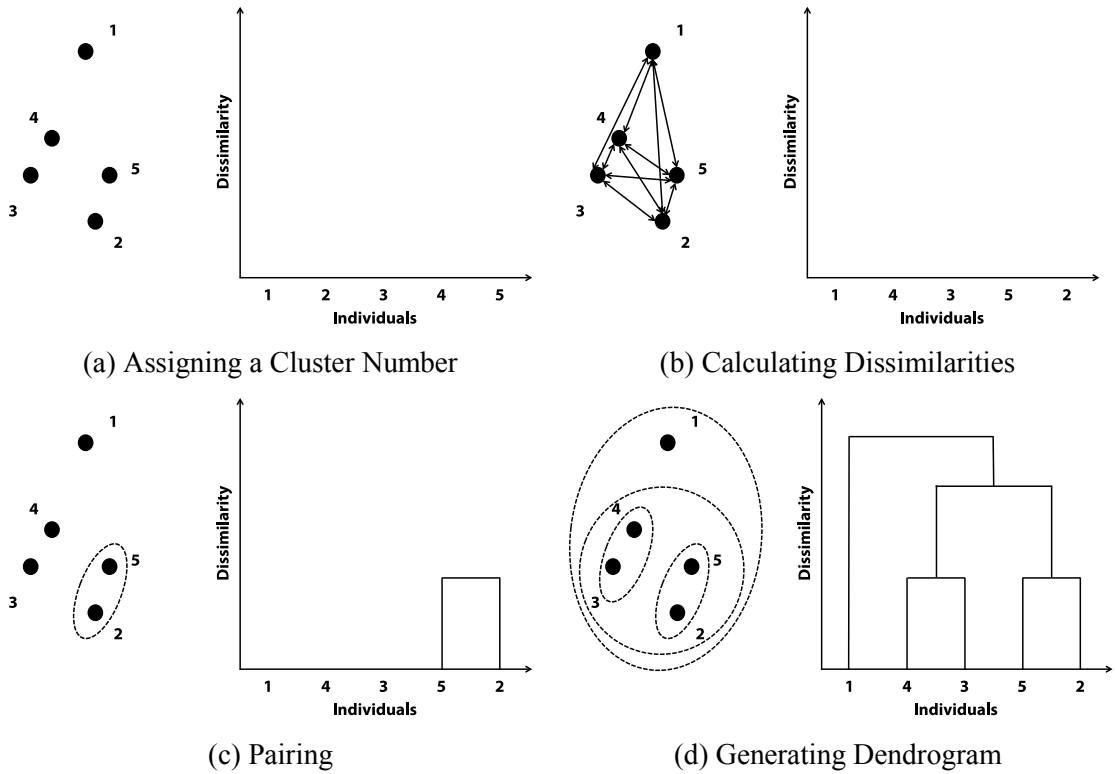 1
4
5
3
2
Dissimilarity
1 2 3 4 5
Individuals
(a) Assigning a Cluster Number
1
4
5
3
2
Dissimilarity
1 4 3 5 2
Individuals
(b) Calculating Dissimilarities
1
4
5
3
2
Dissimilarity
1 4 3 5 2
Individuals
(c) Pairing
1
4
5
3
2
Dissimilarity
1 4 3 5 2
Individuals
(d) Generating Dendrogram